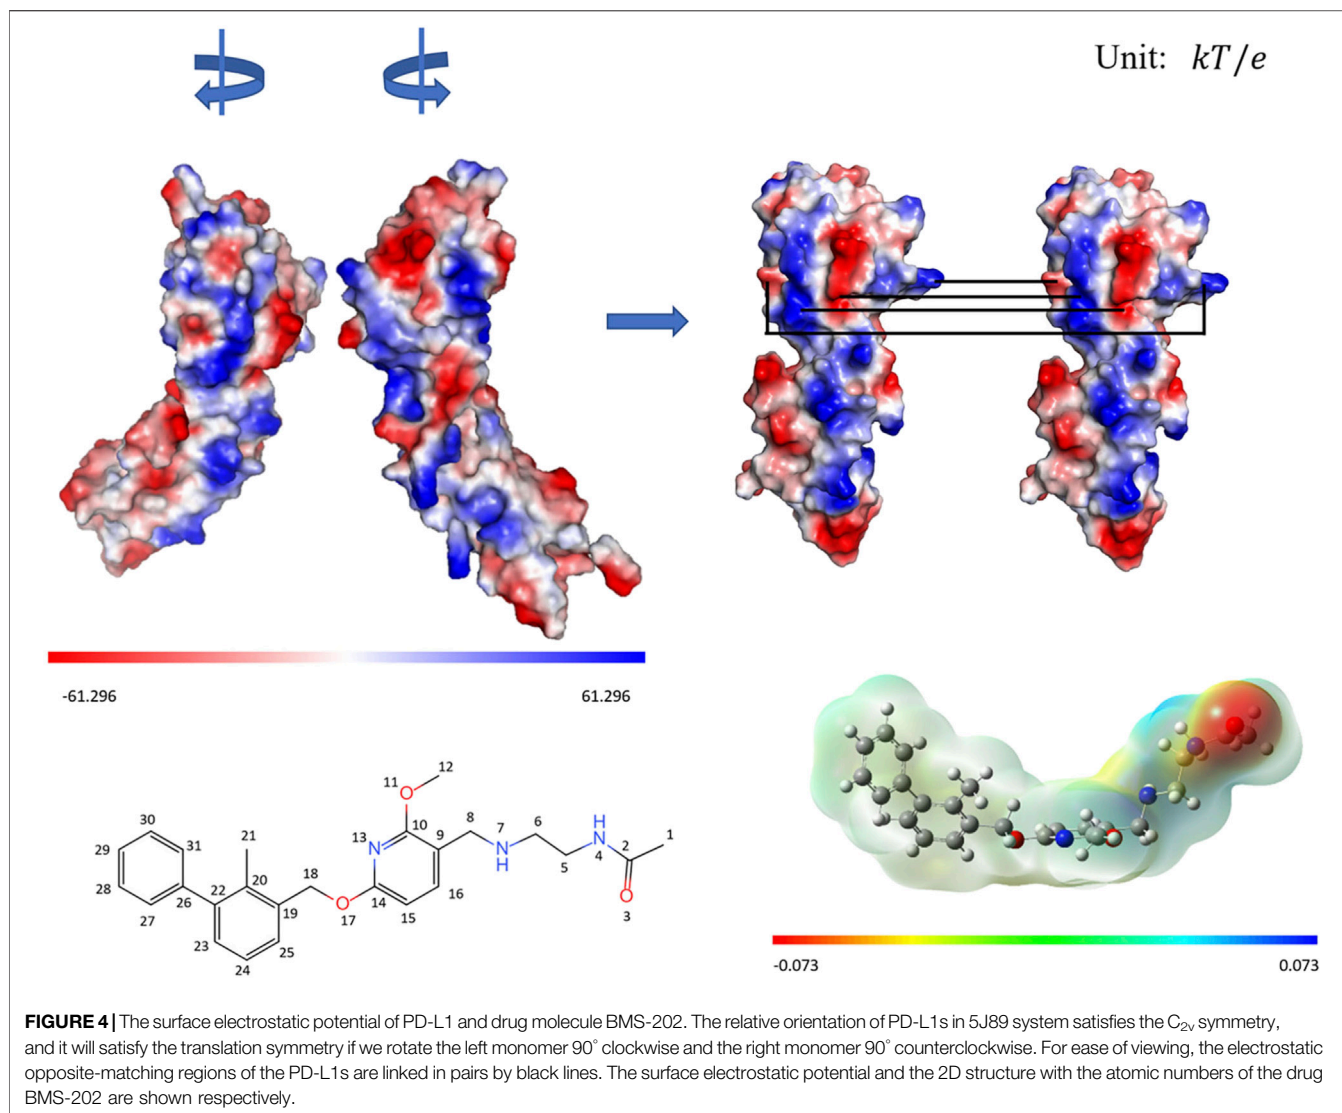 Unit: kT/e
-61.296 61.296
12
11
O
10
21
30
31
29
28
27
26
22
20
19
18
O
17
13
N
14
15
16
9
8
7
N
H
6
5
H
N
4
2
1
O
3
23
24
25
-0.073 0.073
FIGURE 4 | The surface electrostatic potential of PD-L1 and drug molecule BMS-202. The relative orientation of PD-L1s in 5J89 system satisfies the C2v symmetry,
and it will satisfy the translation symmetry if we rotate the left monomer 90° clockwise and the right monomer 90° counterclockwise. For ease of viewing, the electrostatic
opposite-matching regions of the PD-L1s are linked in pairs by black lines. The surface electrostatic potential and the 2D structure with the atomic numbers of the drug
BMS-202 are shown respectively.